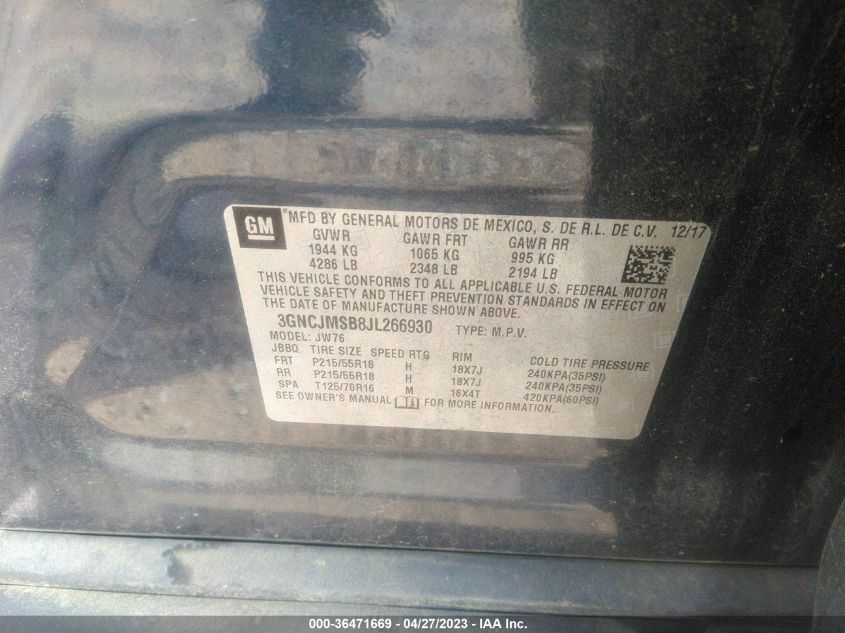 GM
MFD BY GENERAL MOTORS DE MEXICO, S. DE R.L. DE C.V. 12/17
GVWR GAWR FRT GAWR RR
1944 KG 1065 KG 995 KG
4286 LB 2348 LB 2194 LB
THIS VEHICLE CONFORMS TO ALL APPLICABLE U.S. FEDERAL MOTOR
VEHICLE SAFETY AND THEFT PREVENTION STANDARDS IN EFFECT ON
THE DATE OF MANUFACTURE SHOWN ABOVE.
3GNCJMSB8JL266930 TYPE: M.P.V.
MODEL: JW76
JBBQ TIRE SIZE SPEED RTG RIM COLD TIRE PRESSURE
FRT P215/55R18 H 18X7J 240KPA(35PSI)
RR P215/55R18 H 18X7J 240KPA(35PSI)
SPA T125/70R16 M 16X4T 420KPA(60PSI)
SEE OWNER'S MANUAL FOR MORE INFORMATION.
000-36471669 - 04/27/2023 - IAA Inc.